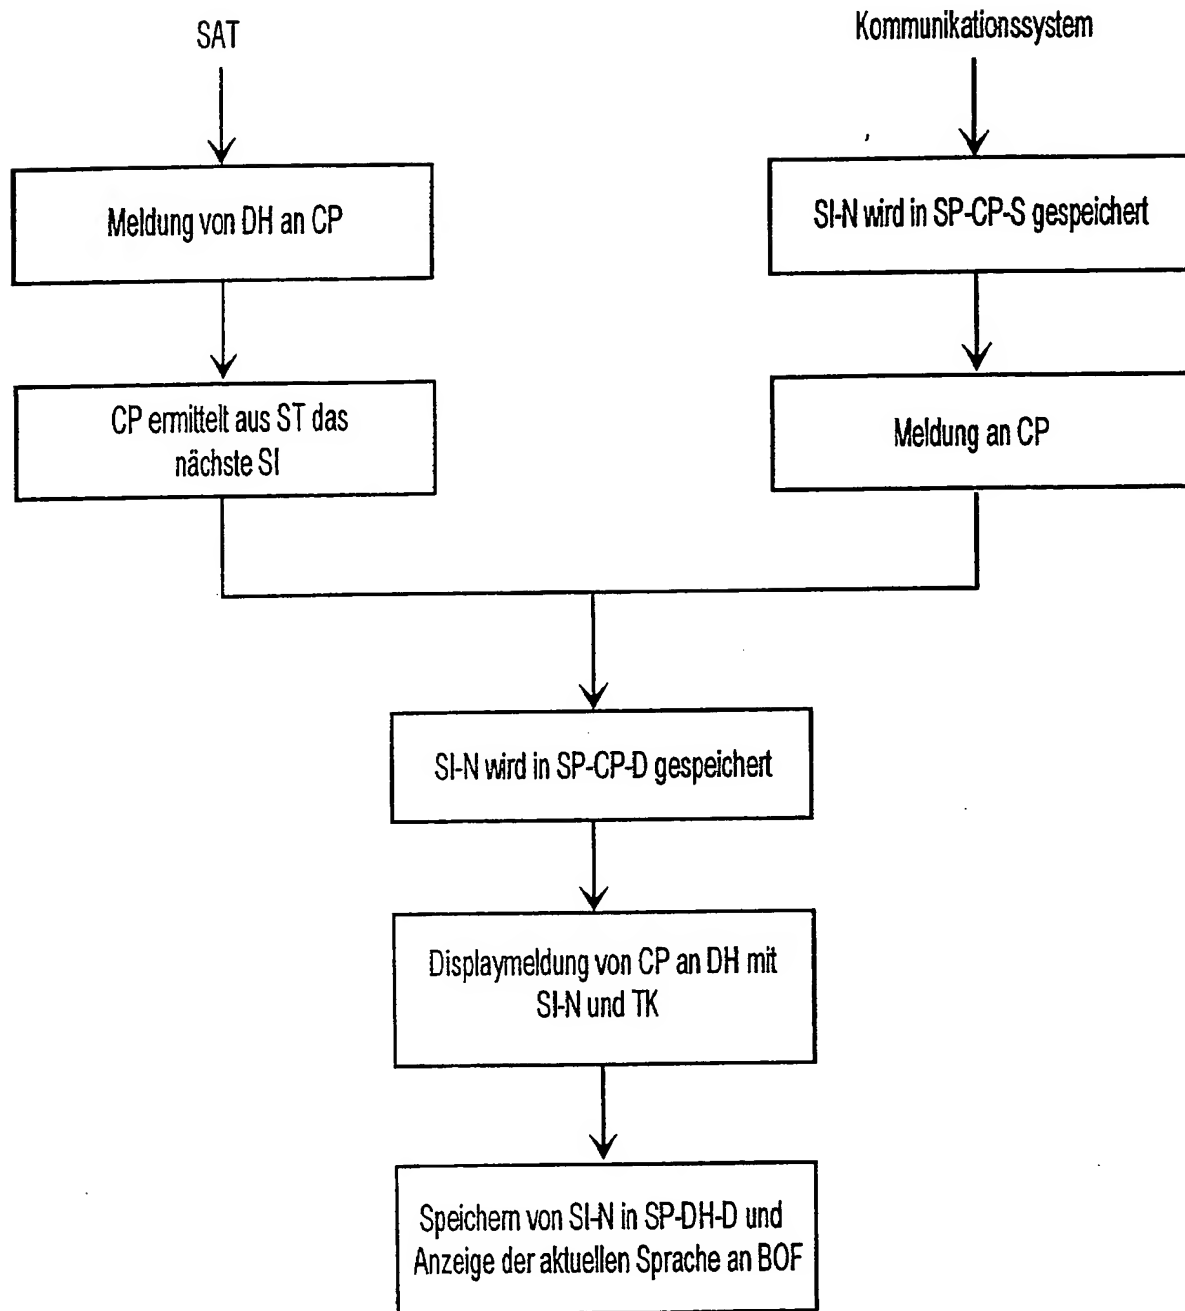 SAT
Kommunikationssystem
Meldung von DH an CP
SI-N wird in SP-CP-S gespeichert
CP ermittelt aus ST das
nächste SI
Meldung an CP
SI-N wird in SP-CP-D gespeichert
Displaymeldung von CP an DH mit
SI-N und TK
Speichern von SI-N in SP-DH-D und
Anzeige der aktuellen Sprache an BOF